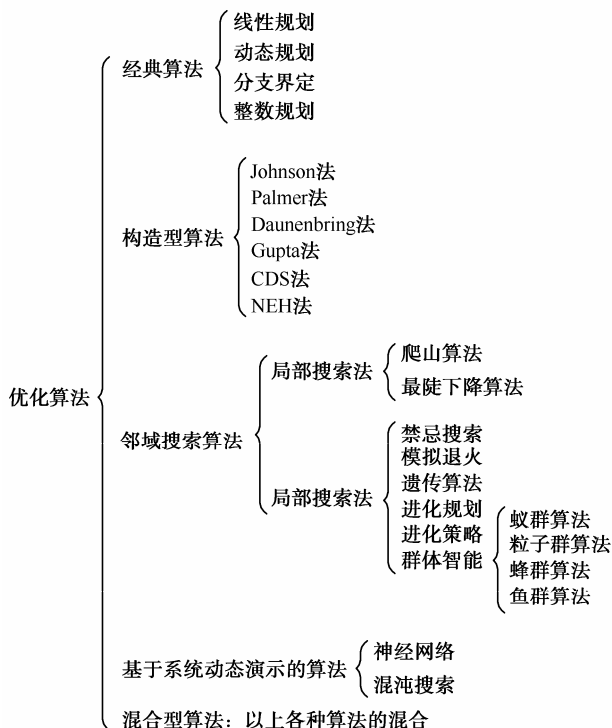 优化算法
经典算法
线性规划
动态规划
分支界定
整数规划
构造型算法
Johnson法
Palmer法
Daunenbring法
Gupta法
CDS法
NEH法
邻域搜索算法
局部搜索法
爬山算法
最陡下降算法
局部搜索法
禁忌搜索
模拟退火
遗传算法
进化规划
进化策略
群体智能
蚁群算法
粒子群算法
蜂群算法
鱼群算法
基于系统动态演示的算法
神经网络
混沌搜索
混合型算法：以上各种算法的混合